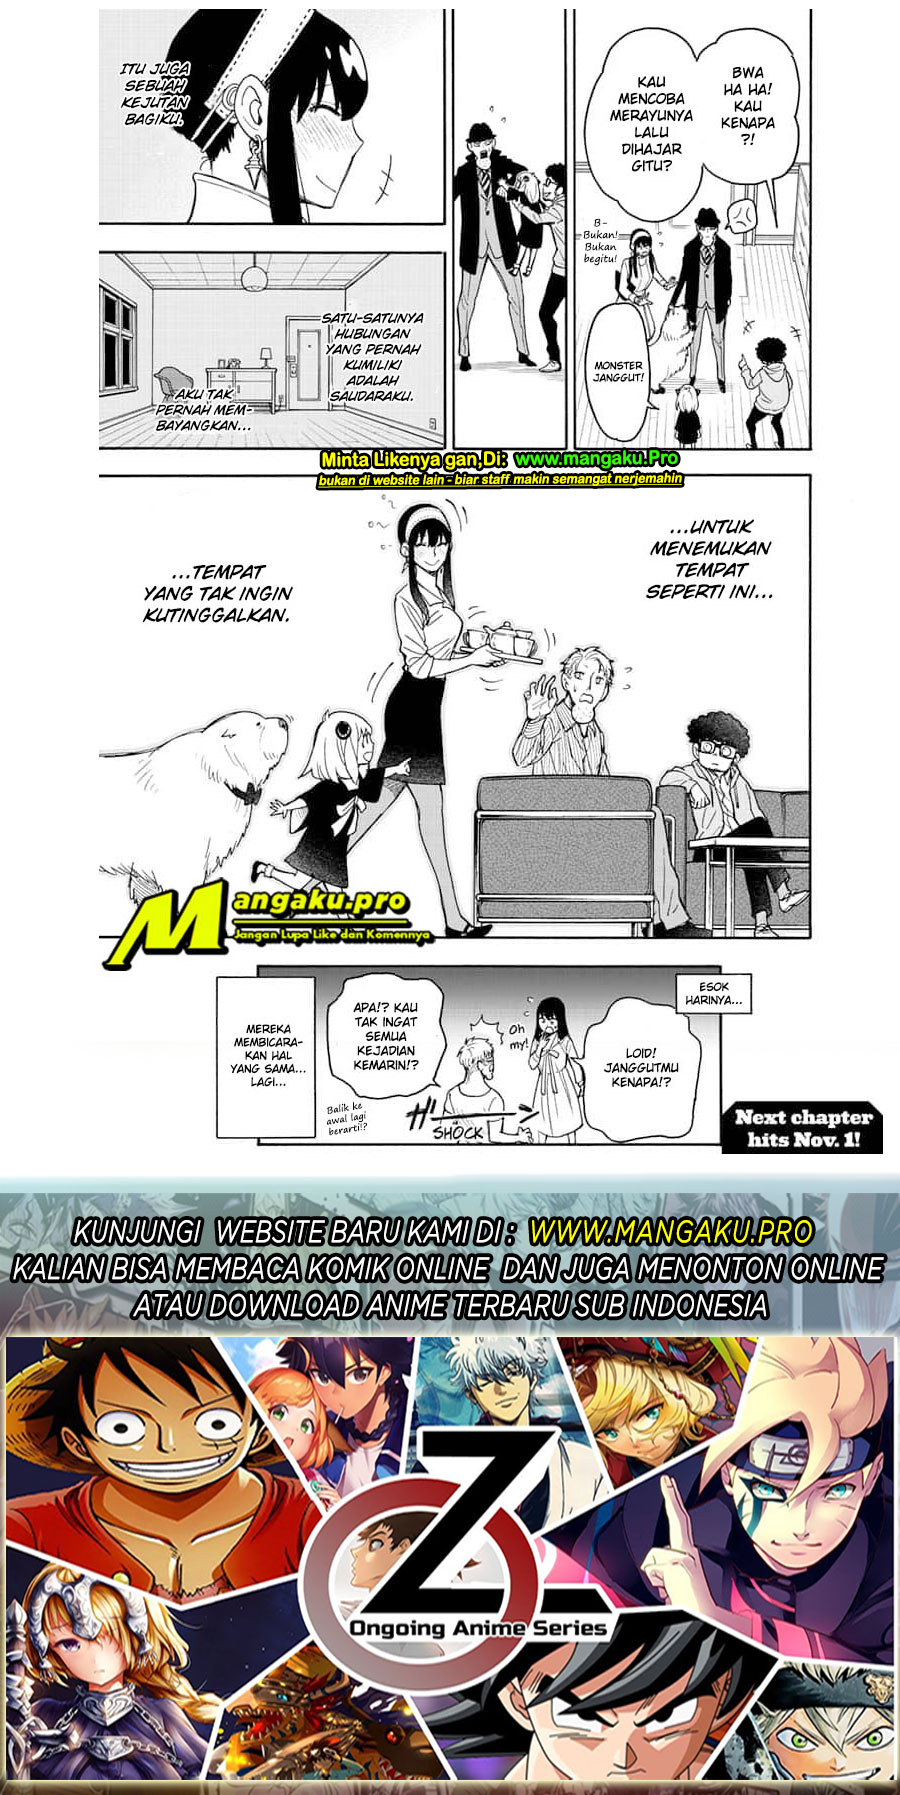 BWA
HA HA!
KAU
KENAPA
?!
KAU
MENCOBA
MERAYUNYA
LALU
DIHAJAR
GITU?
B-
Bukan!
Bukan
begitu!
MONSTER
JANGGUT!
ITU JUGA
SEBUAH
KEJUTAN
BAGIKU.
SATU-SATUNYA
HUBUNGAN
YANG PERNAH
KUMILIKI
ADALAH
SAUDARAKU.
AKU TAK
PERNAH MEM-
BAYANGKAN...
Minta Likenya gan,Di: www.mangaku.Pro
bukan di website lain - biar staff makin semangat nerjemahin
...UNTUK
MENEMUKAN
TEMPAT
SEPERTI INI...
...TEMPAT
YANG TAK INGIN
KUTINGGALKAN.
Mangaku.pro
Jangan Lupa Like dan Komennya
ESOK
HARINYA...
LOID!
JANGGUTMU
KENAPA!?
Oh
my!
APA!? KAU
TAK INGAT
SEMUA
KEJADIAN
KEMARIN!?
SHOCK
Balik ke
awal lagi
berarti!?
MEREKA
MEMBICARA-
KAN HAL
YANG SAMA...
LAGI...
Next chapter
hits Nov. 1!
KUNJUNGI WEBSITE BARU KAMI DI : WWW.MANGAKU.PRO
KALIAN BISA MEMBACA KOMIK ONLINE DAN JUGA MENONTON ONLINE
ATAU DOWNLOAD ANIME TERBARU SUB INDONESIA
Z
Ongoing Anime Series